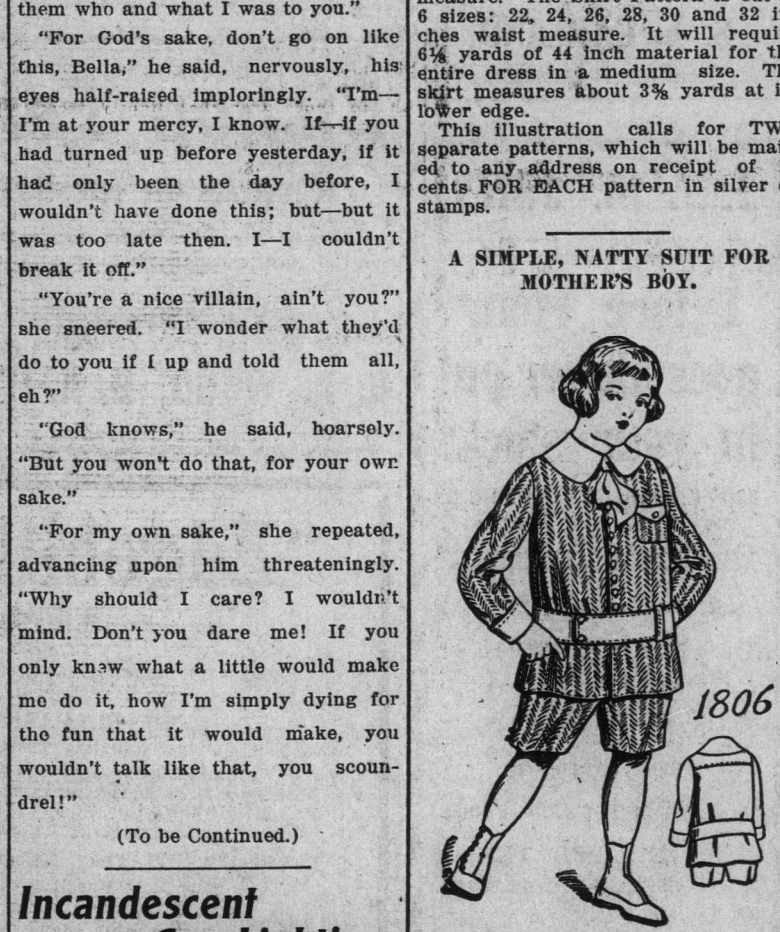 them who and what I was to you."
"For God's sake, don't go on like
this, Bella," he said, nervously, his
eyes half-raised imploringly. "I'm—
I'm at your mercy, I know. If—if you
had turned up before yesterday, if it
had only been the day before, I
wouldn't have done this; but—but it
was too late then. I—I couldn't
break it off."
"You're a nice villain, ain't you?"
she sneered. "I wonder what they'd
do to you if I up and told them all,
eh?"
"God knows," he said, hoarsely.
"But you won't do that, for your own
sake."
"For my own sake," she repeated,
advancing upon him threateningly.
"Why should I care? I wouldn't
mind. Don't you dare me! If you
only knew what a little would make
me do it, how I'm simply dying for
the fun that it would make, you
wouldn't talk like that, you scoun-
drel!"
(To be Continued.)
Incandescent
6 sizes: 22, 24, 26, 28, 30 and 32
ches waist measure. It will
6⅛ yards of 44 inch material for
entire dress in a medium size.
skirt measures about 3⅜ yards at
lower edge.
This illustration calls for
separate patterns, which will be
ed to any address on receipt of
cents FOR EACH pattern in silver
stamps.
A SIMPLE, NATTY SUIT FOR
MOTHER'S BOY.
1806